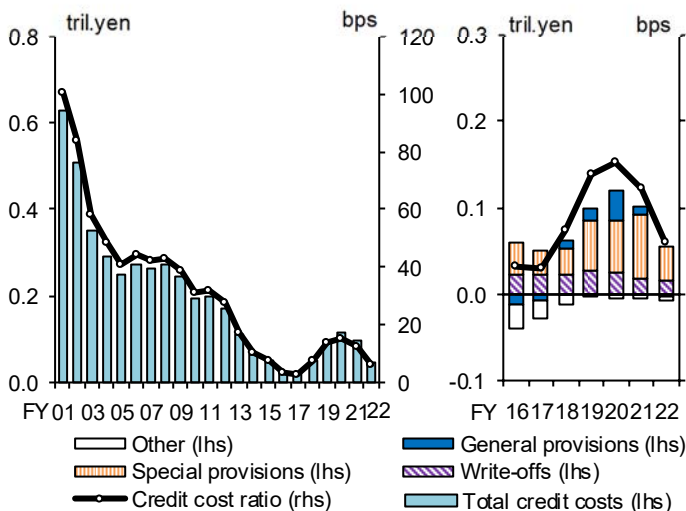 tril.yen bps tril.yen bps
0.8 120 0.3
100
0.6 0.2
80
0.4 60 0.1
40
0.2 0.0
20
0.0 0 -0.1
FY 01 03 05 07 09 11 13 15 17 19 21 22 FY 16 17 18 19 20 21 22
Other (lhs) General provisions (lhs)
Special provisions (lhs) Write-offs (lhs)
Credit cost ratio (rhs) Total credit costs (lhs)